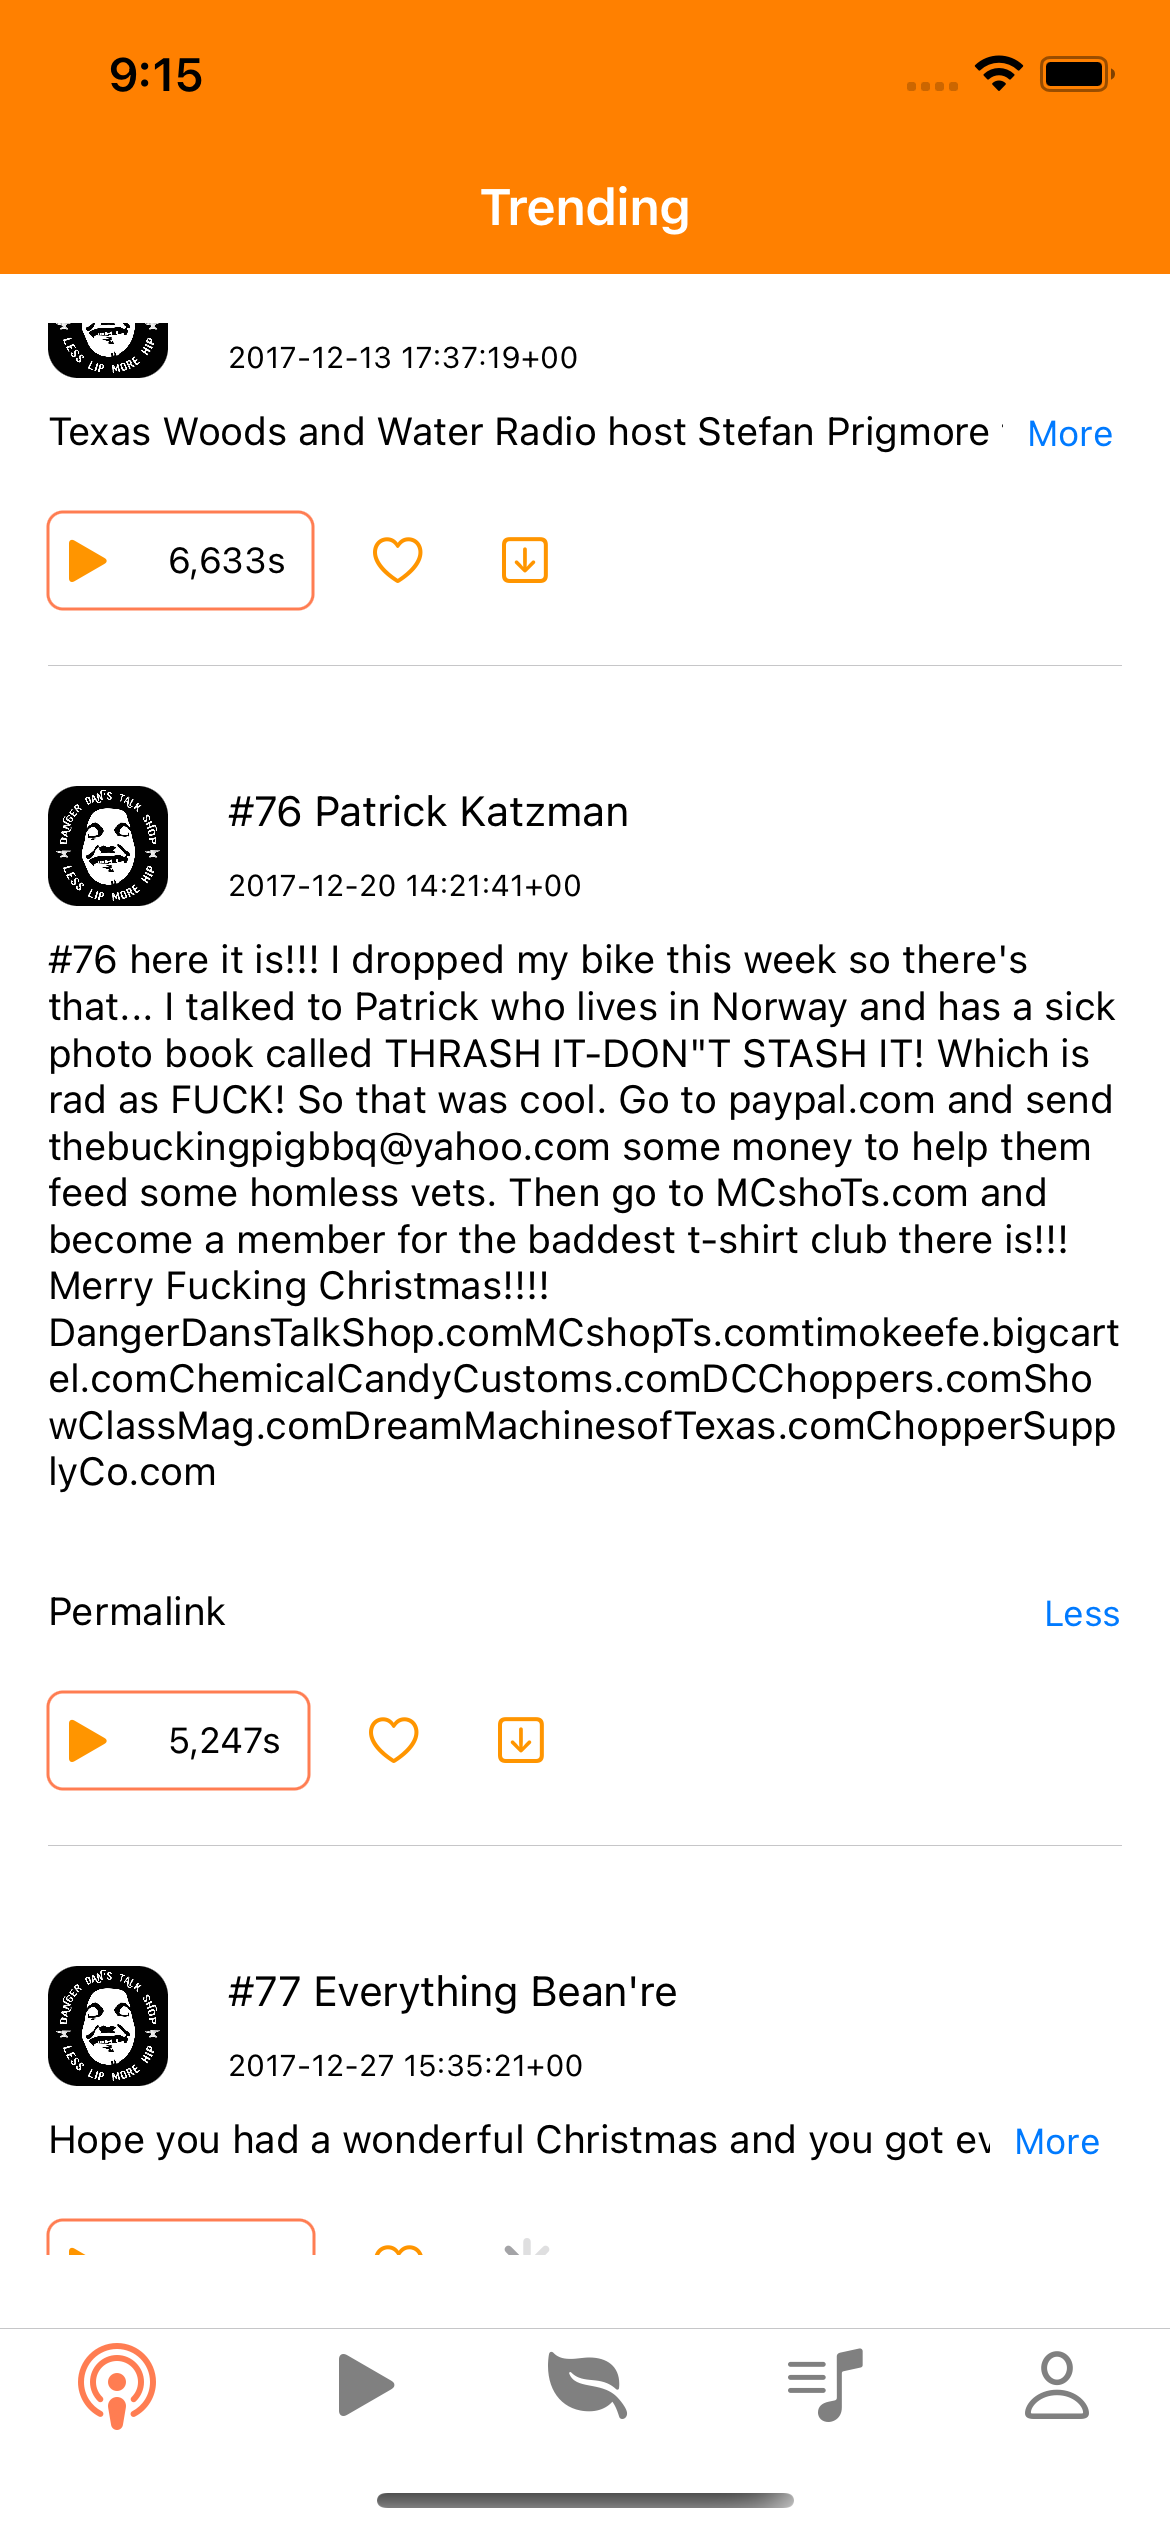 9:15
Trending
LESS LIP MORE HIP
2017-12-13 17:37:19+00
Texas Woods and Water Radio host Stefan Prigmore
More
6,633s
DANGER DAN'S TALK SHOP
LESS LIP MORE HIP
#76 Patrick Katzman
2017-12-20 14:21:41+00
#76 here it is!!! I dropped my bike this week so there's
that... I talked to Patrick who lives in Norway and has a sick
photo book called THRASH IT-DON"T STASH IT! Which is
rad as FUCK! So that was cool. Go to paypal.com and send
thebuckingpigbbq@yahoo.com some money to help them
feed some homless vets. Then go to MCshoTs.com and
become a member for the baddest t-shirt club there is!!!
Merry Fucking Christmas!!!!
DangerDansTalkShop.comMCshopTs.comtimokeefe.bigcart
el.comChemicalCandyCustoms.comDCChoppers.comSho
wClassMag.comDreamMachinesofTexas.comChopperSupp
lyCo.com
Permalink
Less
5,247s
DANGER DAN'S TALK SHOP
LESS LIP MORE HIP
#77 Everything Bean're
2017-12-27 15:35:21+00
Hope you had a wonderful Christmas and you got ev
More